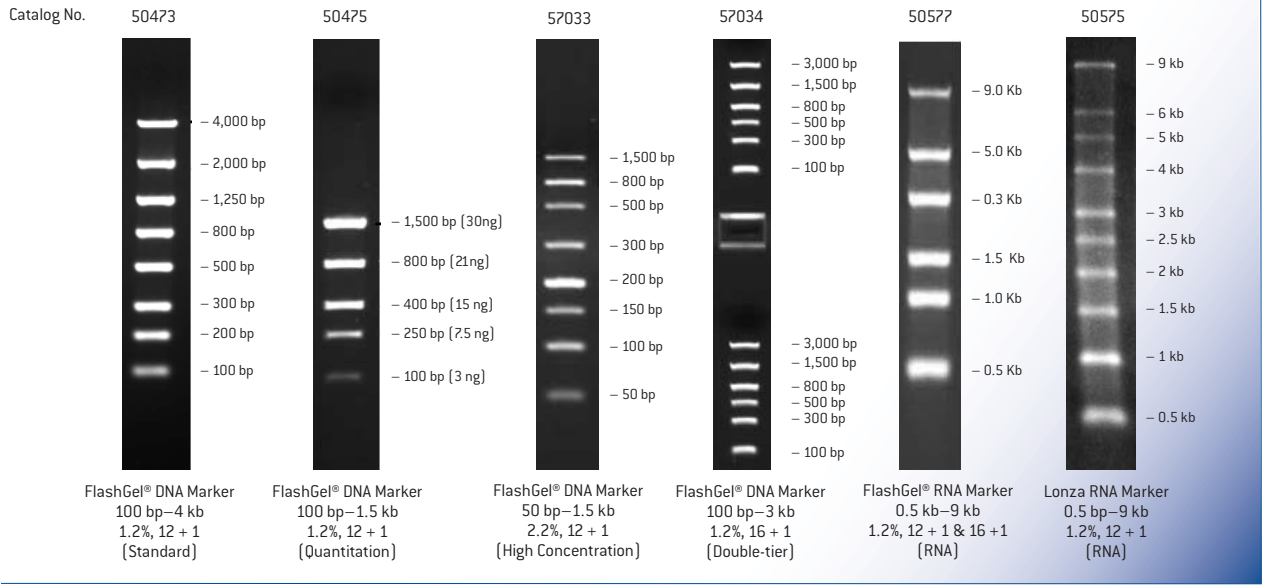 Catalog No.
50473
50475
57033
57034
50577
50575
– 4,000 bp
– 2,000 bp
– 1,250 bp
– 800 bp
– 500 bp
– 300 bp
– 200 bp
– 100 bp
– 1,500 bp (30ng)
– 800 bp (21ng)
– 400 bp (15 ng)
– 250 bp (7.5 ng)
– 100 bp (3 ng)
– 1,500 bp
– 800 bp
– 500 bp
– 300 bp
– 200 bp
– 150 bp
– 100 bp
– 50 bp
– 3,000 bp
– 1,500 bp
– 800 bp
– 500 bp
– 300 bp
– 100 bp
– 3,000 bp
– 1,500 bp
– 800 bp
– 500 bp
– 300 bp
– 100 bp
– 9.0 Kb
– 5.0 Kb
– 0.3 Kb
– 1.5 Kb
– 1.0 Kb
– 0.5 Kb
– 9 kb
– 6 kb
– 5 kb
– 4 kb
– 3 kb
– 2.5 kb
– 2 kb
– 1.5 kb
– 1 kb
– 0.5 kb
FlashGel® DNA Marker
100 bp–4 kb
1.2%, 12 + 1
(Standard)
FlashGel® DNA Marker
100 bp–1.5 kb
1.2%, 12 + 1
(Quantitation)
FlashGel® DNA Marker
50 bp–1.5 kb
2.2%, 12 + 1
(High Concentration)
FlashGel® DNA Marker
100 bp–3 kb
1.2%, 16 + 1
(Double-tier)
FlashGel® RNA Marker
0.5 kb–9 kb
1.2%, 12 + 1 & 16 +1
(RNA)
Lonza RNA Marker
0.5 bp–9 kb
1.2%, 12 + 1
(RNA)